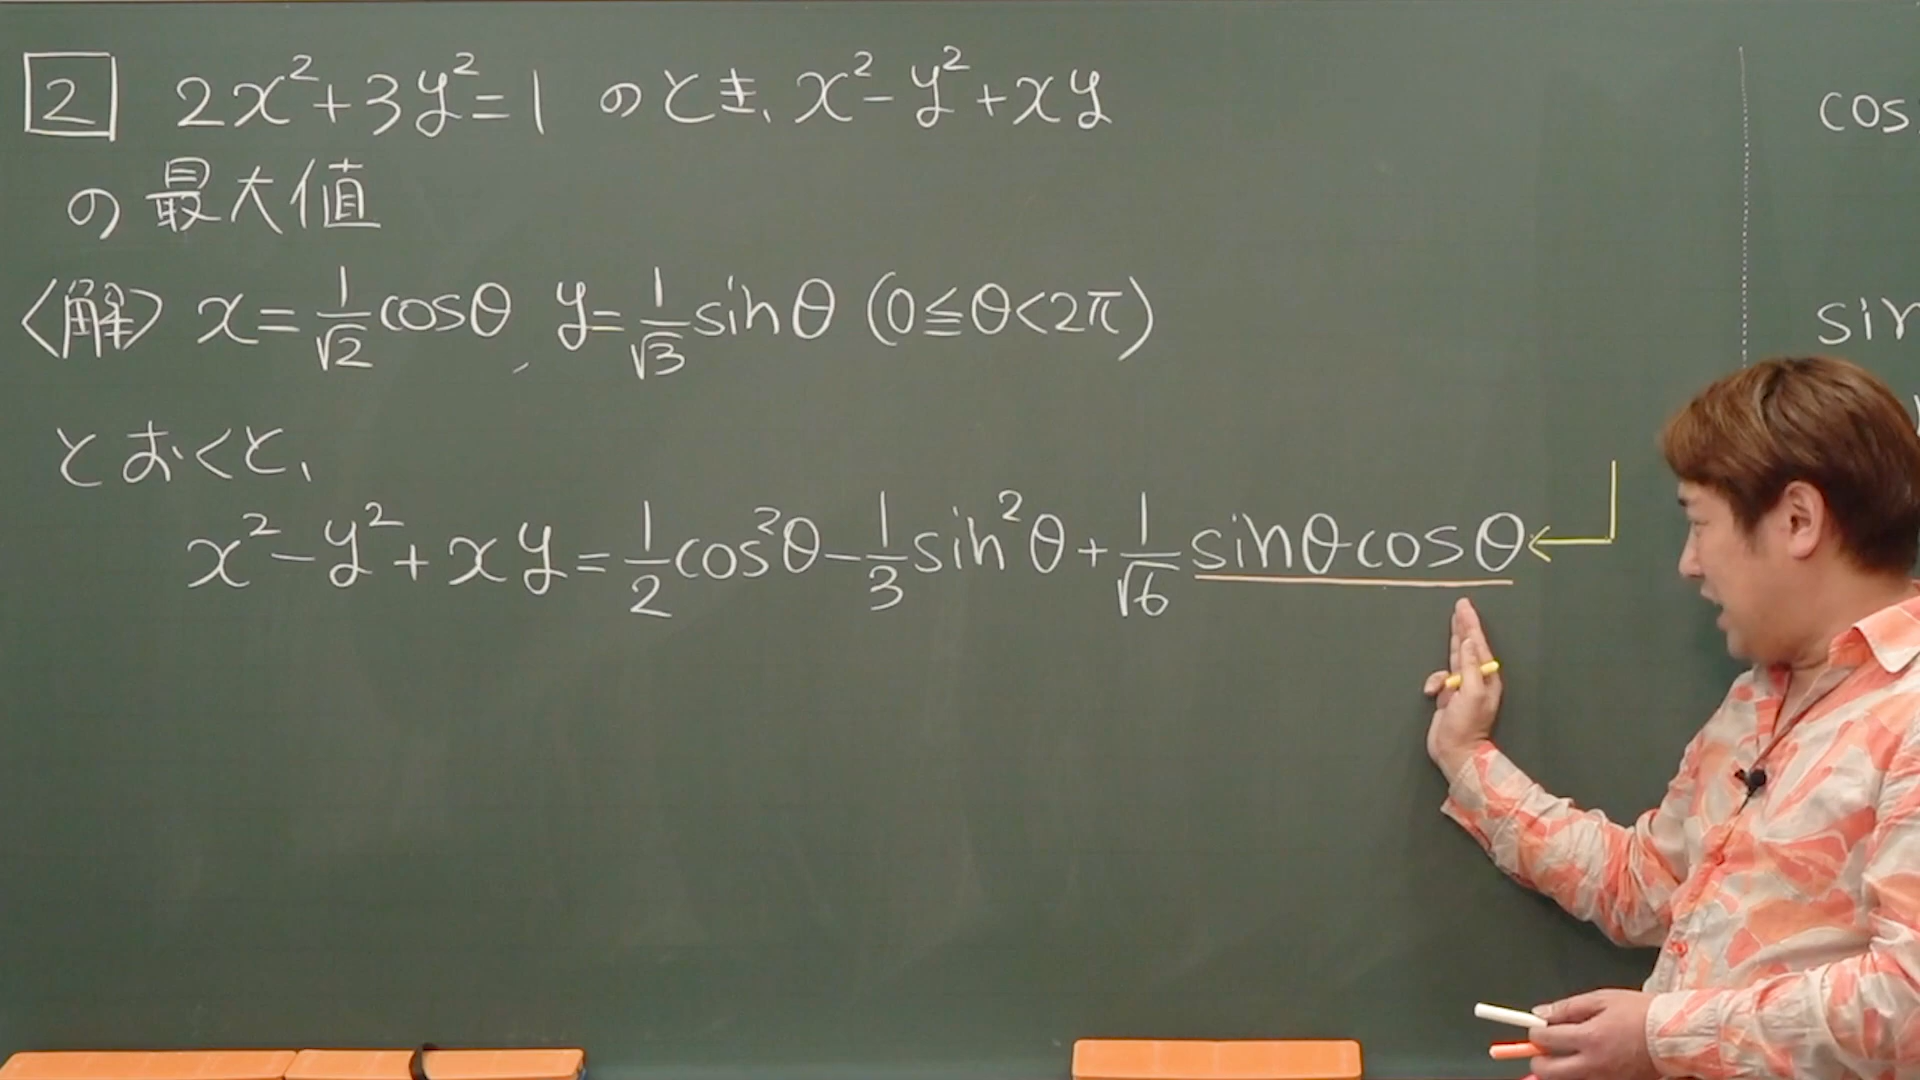 2 2x²+3y²=1 のとき、x²-y²+xy
の最大値
〈解〉 x=1/√2 cosθ, y=1/√3 sinθ (0≦θ<2π)
とおくと、
x²-y²+xy=1/2 cos²θ-1/3 sin²θ+1/√6 sinθcosθ
cos
sin